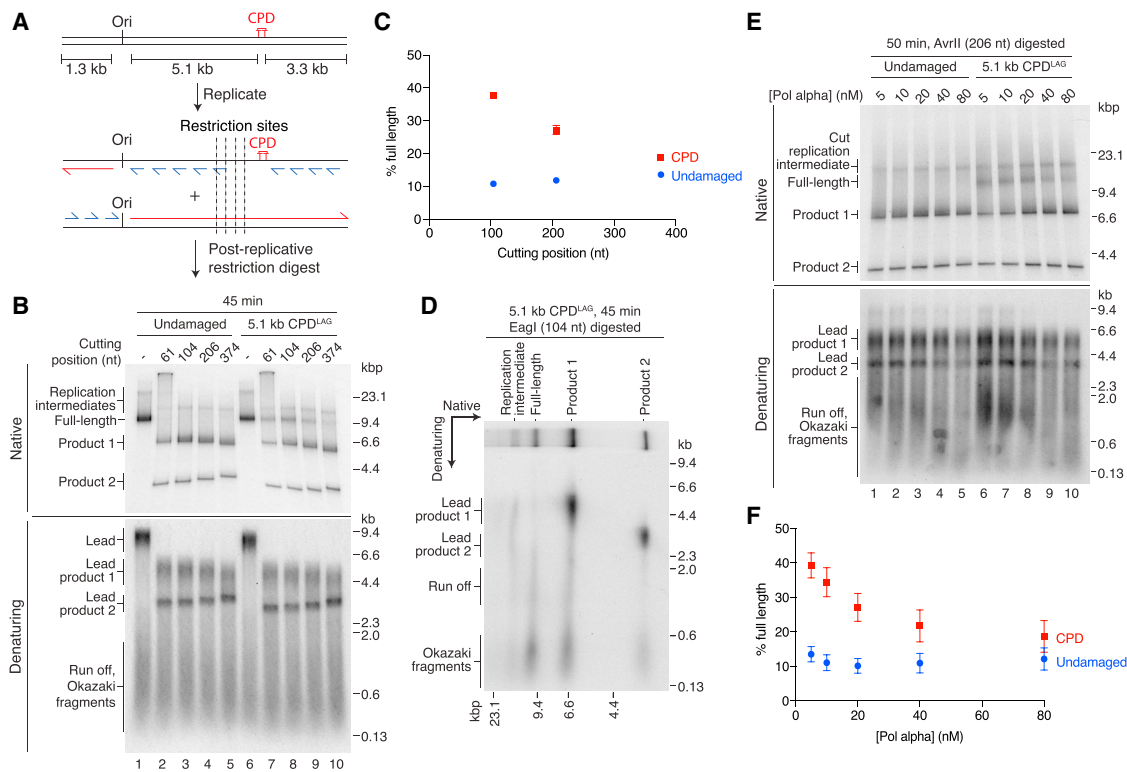 A
Ori
CPD
1.3 kb
5.1 kb
3.3 kb
Replicate
Restriction sites
Ori
CPD
+
Ori
Post-replicative
restriction digest
B
45 min
Undamaged
5.1 kb CPDLAG
Cutting
position (nt)
- 61 104 206 374 - 61 104 206 374
kbp
Native
Replication
intermediates
Full-length
Product 1
Product 2
23.1
9.4
6.6
4.4
kb
Denaturing
Lead
Lead
product 1
Lead
product 2
Run off,
Okazaki
fragments
9.4
6.6
4.4
2.3
2.0
0.6
0.13
1 2 3 4 5 6 7 8 9 10
C
% full length
50
40
30
20
10
0
0 100 200 300 400
Cutting position (nt)
CPD
Undamaged
D
5.1 kb CPDLAG, 45 min
EagI (104 nt) digested
Replication
intermediate
Full-length
Product 1
Product 2
Native
Denaturing
kb
9.4
6.6
4.4
2.3
2.0
0.6
0.13
Lead
product 1
Lead
product 2
Run off
Okazaki
fragments
kbp
23.1
9.4
6.6
4.4
E
50 min, AvrII (206 nt) digested
Undamaged
5.1 kb CPDLAG
[Pol alpha] (nM)
5 10 20 40 80 5 10 20 40 80
kbp
Native
Cut
replication
intermediate
Full-length
Product 1
Product 2
23.1
9.4
6.6
4.4
kb
Denaturing
Lead
product 1
Lead
product 2
Run off,
Okazaki
fragments
9.4
6.6
4.4
2.3
2.0
0.6
0.13
1 2 3 4 5 6 7 8 9 10
F
% full length
50
40
30
20
10
0
0 20 40 60 80
[Pol alpha] (nM)
CPD
Undamaged